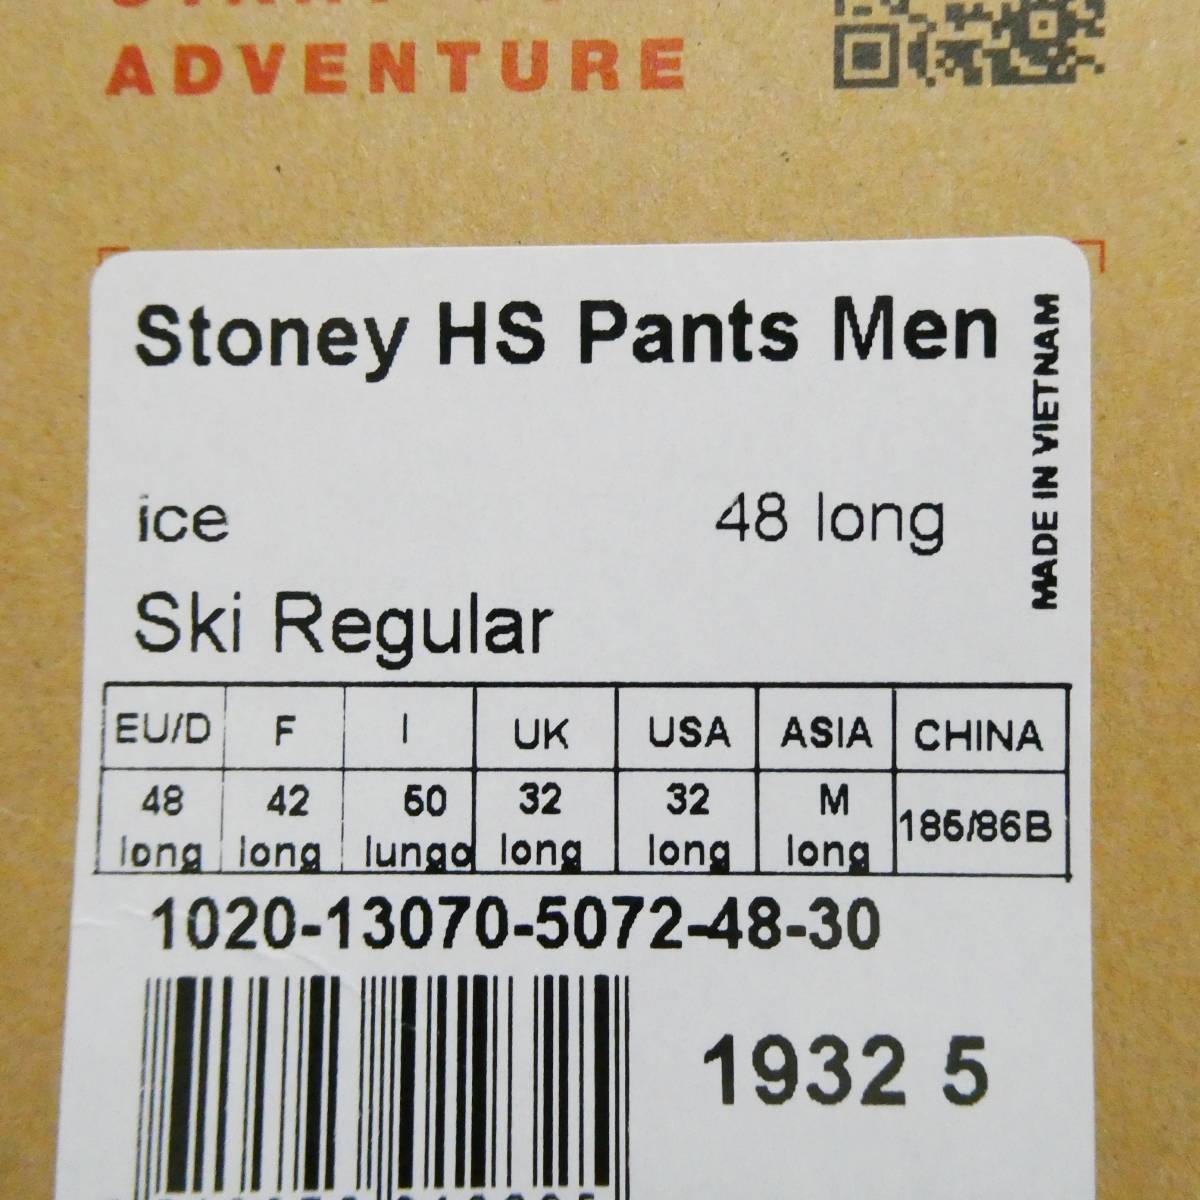 ADVENTURE
Stoney HS Pants Men
MADE IN VIETNAM
ice 48 long
Ski Regular
EU/D F I UK USA ASIA CHINA
48 42 50 32 32 M 185/86B
long long lungo long long long
1020-13070-5072-48-30
1932 5